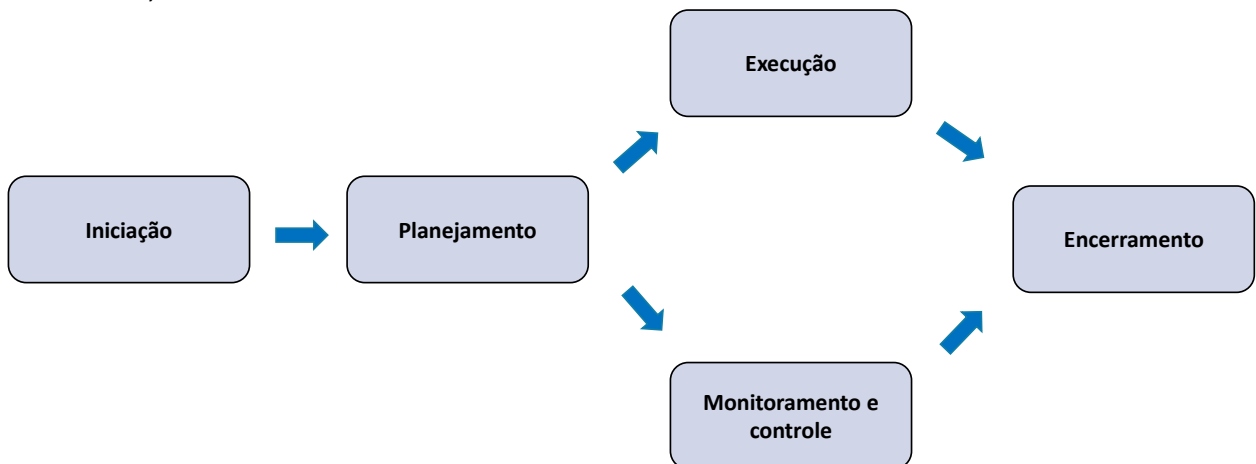 Execução
Iniciação
Planejamento
Encerramento
Monitoramento e
controle